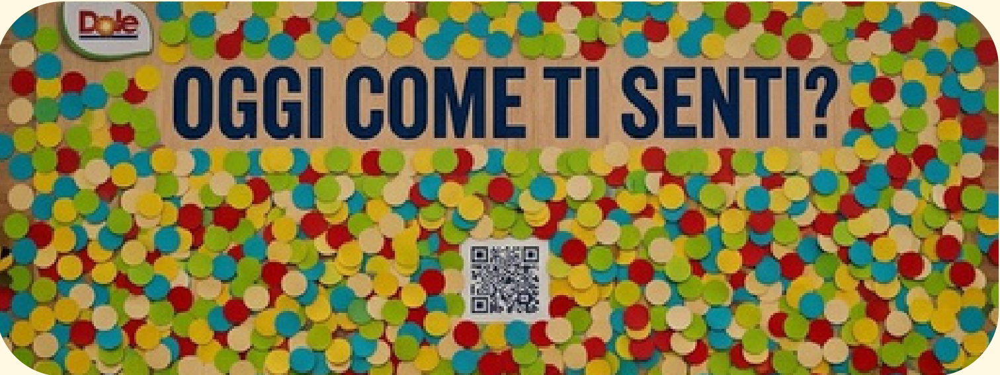 Dole
OGGI COME TI SENTI?